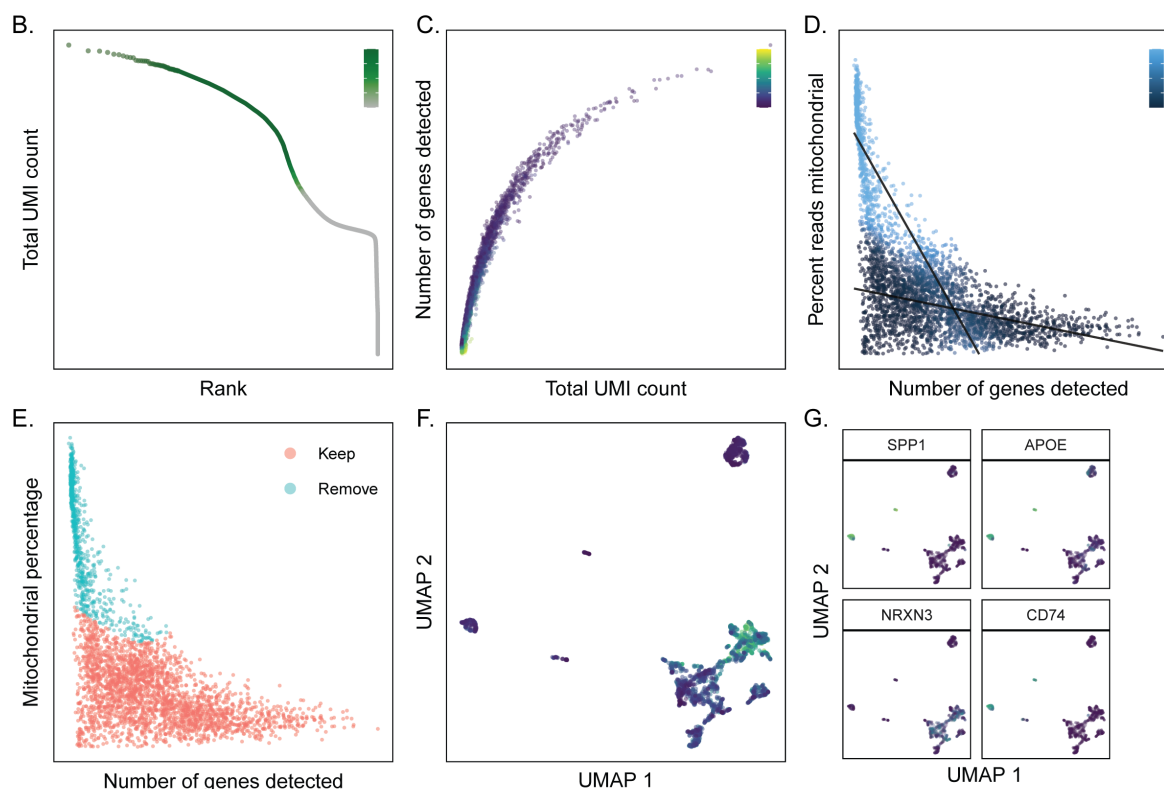 B.
Total UMI count
Rank
C.
Number of genes detected
Total UMI count
D.
Percent reads mitochondrial
Number of genes detected
E.
Keep
Remove
Mitochondrial percentage
Number of genes detected
F.
UMAP 2
UMAP 1
G.
SPP1
APOE
NRXN3
CD74
UMAP 2
UMAP 1